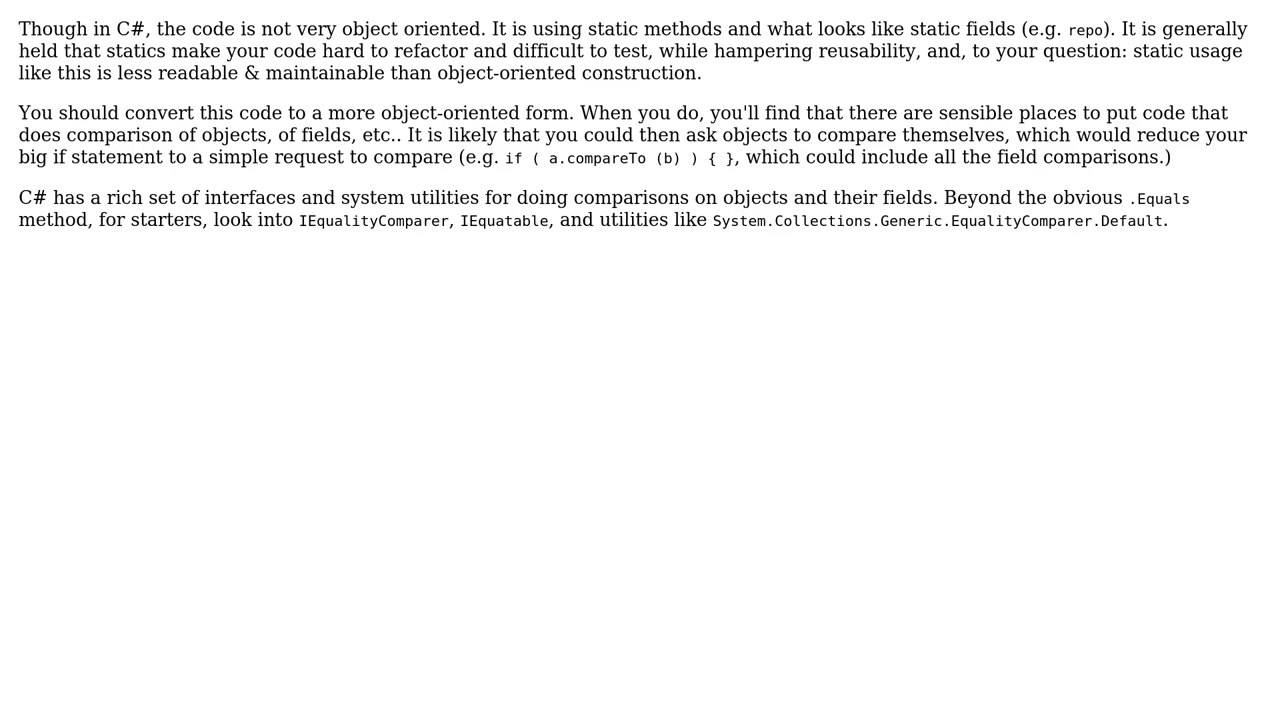 Though in C#, the code is not very object oriented. It is using static methods and what looks like static fields (e.g. repo). It is generally
held that statics make your code hard to refactor and difficult to test, while hampering reusability, and, to your question: static usage
like this is less readable & maintainable than object-oriented construction.
You should convert this code to a more object-oriented form. When you do, you'll find that there are sensible places to put code that
does comparison of objects, of fields, etc.. It is likely that you could then ask objects to compare themselves, which would reduce your
big if statement to a simple request to compare (e.g. if ( a.compareTo (b) ) { }, which could include all the field comparisons.)
C# has a rich set of interfaces and system utilities for doing comparisons on objects and their fields. Beyond the obvious .Equals
method, for starters, look into IEqualityComparer, IEquatable, and utilities like System.Collections.Generic.EqualityComparer.Default.